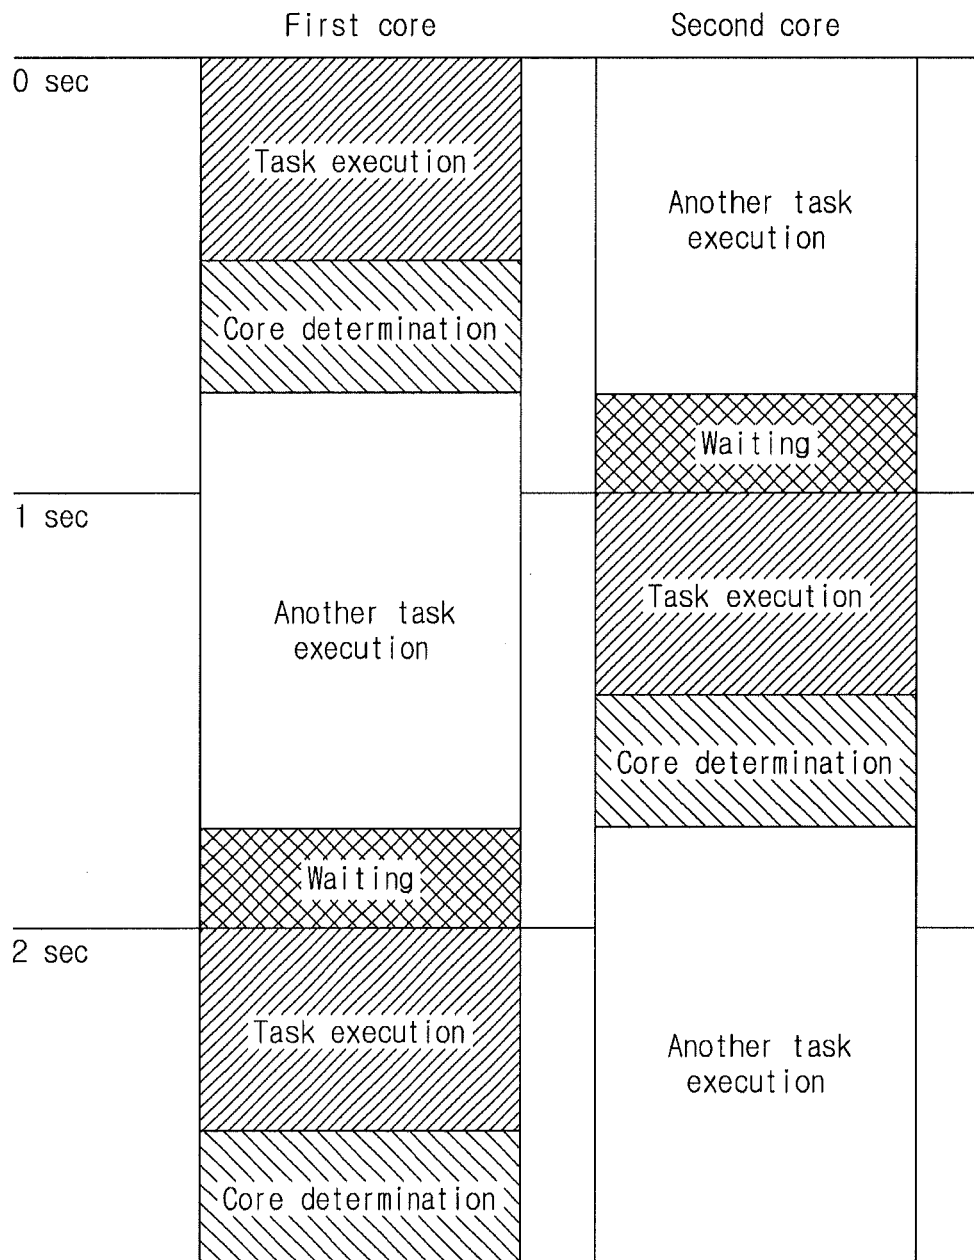 First core
Second core
0 sec
Task execution
Another task
execution
Core determination
Waiting
1 sec
Task execution
Another task
execution
Core determination
Waiting
2 sec
Task execution
Another task
execution
Core determination